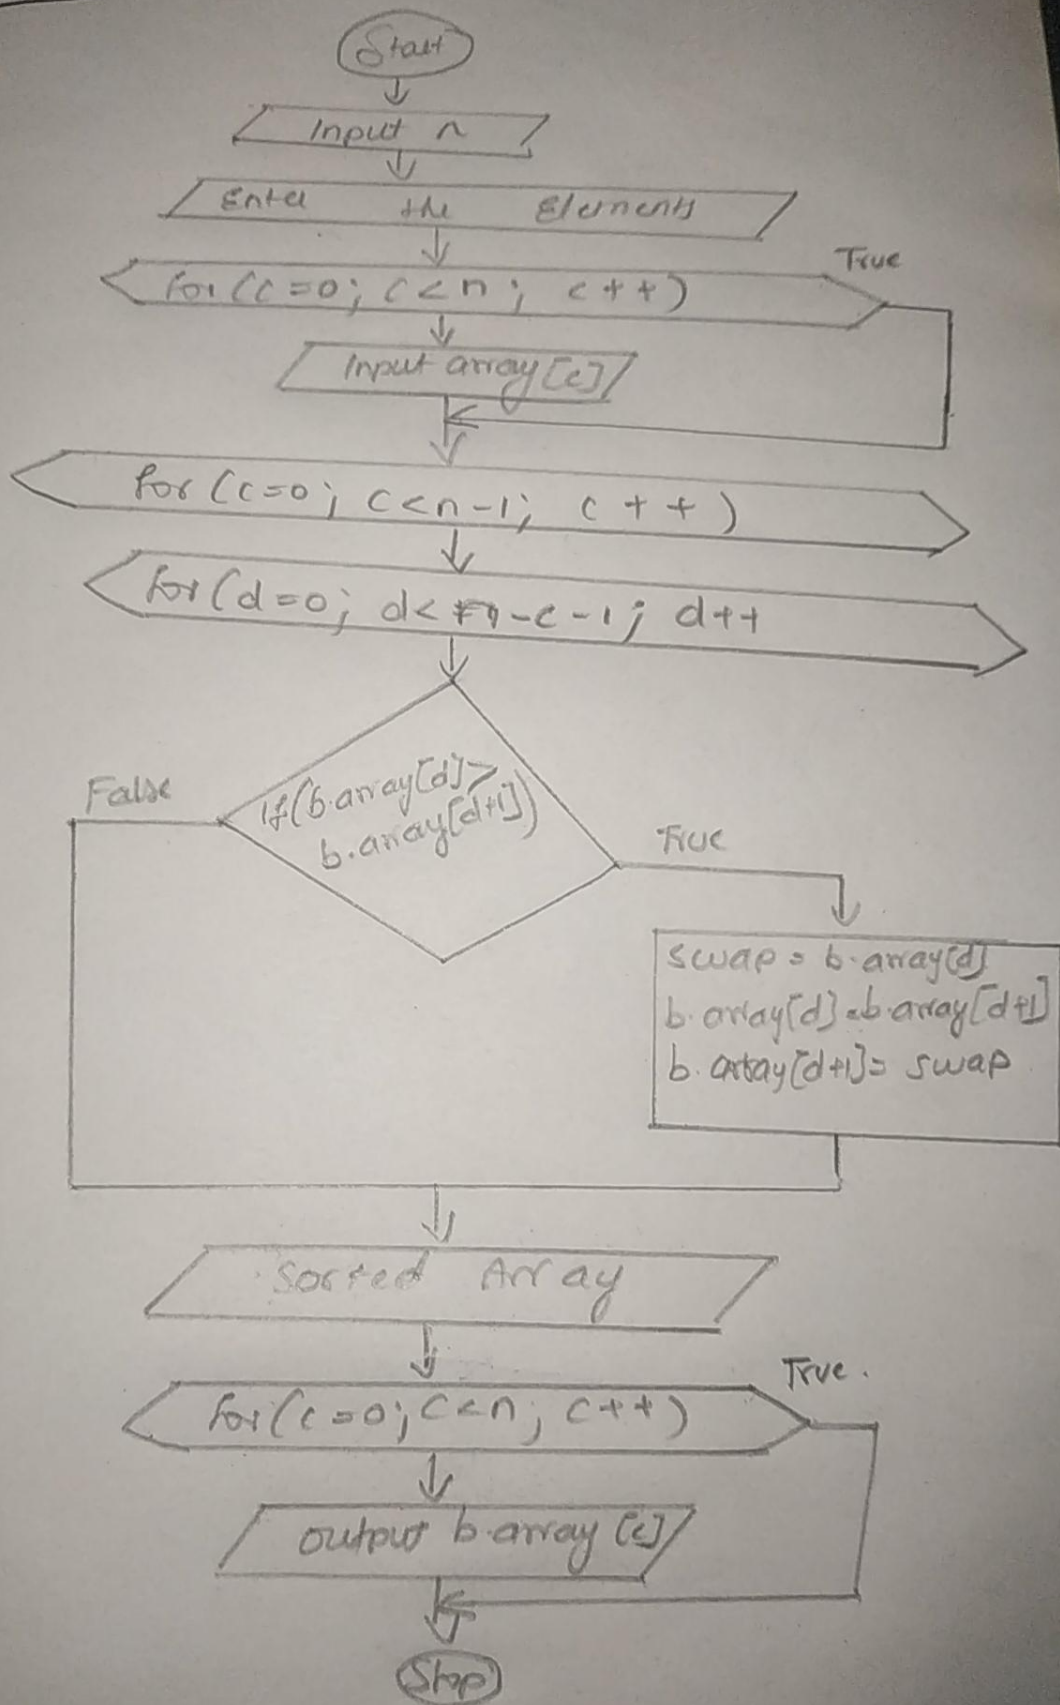 Start
Input n
Enter the Elements
True
for (c=0; c<n; c++)
Input array[c]
for (c=0; c<n-1; c++)
for (d=0; d<n-c-1; d++
False
If(b.array[d]>
b.array[d+1])
True
swap = b.array[d]
b.array[d]=b.array[d+1]
b.array[d+1]= swap
Sorted Array
True.
for(c=0; c<n; c++)
output b.array[c]
Stop